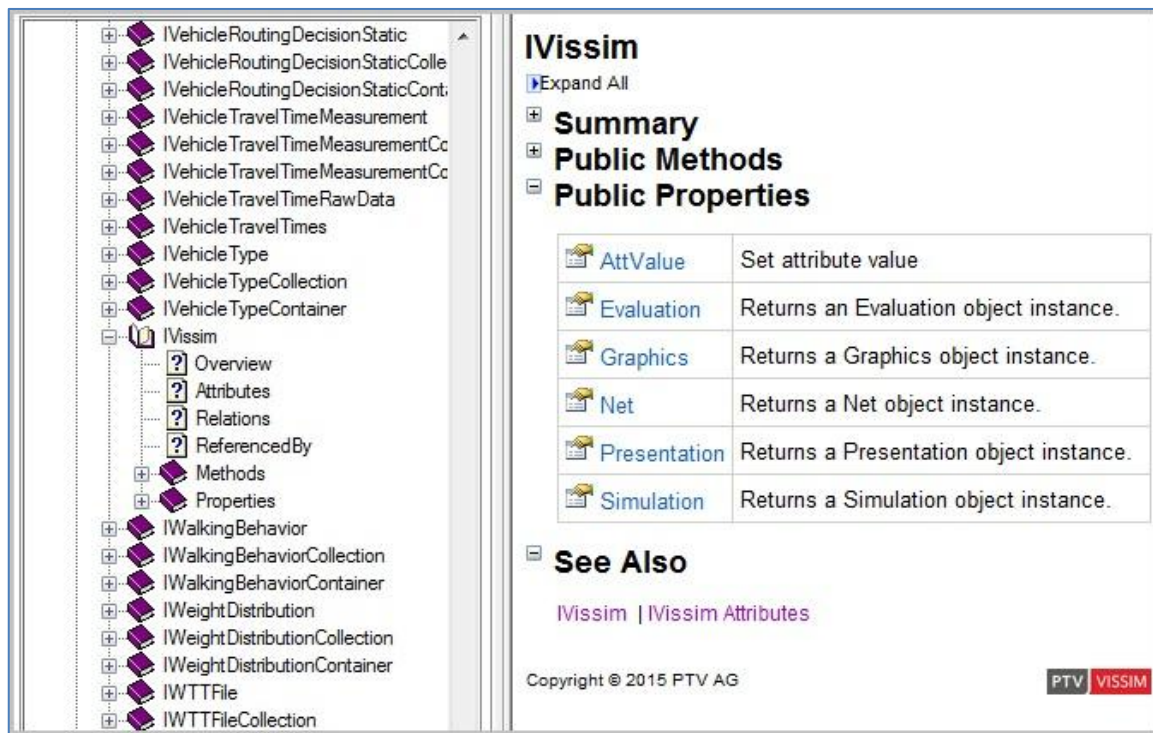 IVehicleRoutingDecisionStatic
IVehicleRoutingDecisionStaticColle
IVehicleRoutingDecisionStaticConta
IVehicleTravelTimeMeasurement
IVehicleTravelTimeMeasurementCo
IVehicleTravelTimeMeasurementCo
IVehicleTravelTimeRawData
IVehicleTravelTimes
IVehicleType
IVehicleTypeCollection
IVehicleTypeContainer
IVissim
Overview
Attributes
Relations
ReferencedBy
Methods
Properties
IWalkingBehavior
IWalkingBehaviorCollection
IWalkingBehaviorContainer
IWeightDistribution
IWeightDistributionCollection
IWeightDistributionContainer
IWTTFile
IWTTFileCollection
IVissim
Expand All
Summary
Public Methods
Public Properties
AttValue Set attribute value
Evaluation Returns an Evaluation object instance.
Graphics Returns a Graphics object instance.
Net Returns a Net object instance.
Presentation Returns a Presentation object instance.
Simulation Returns a Simulation object instance.
See Also
IVissim | IVissim Attributes
Copyright © 2015 PTV AG
PTV VISSIM